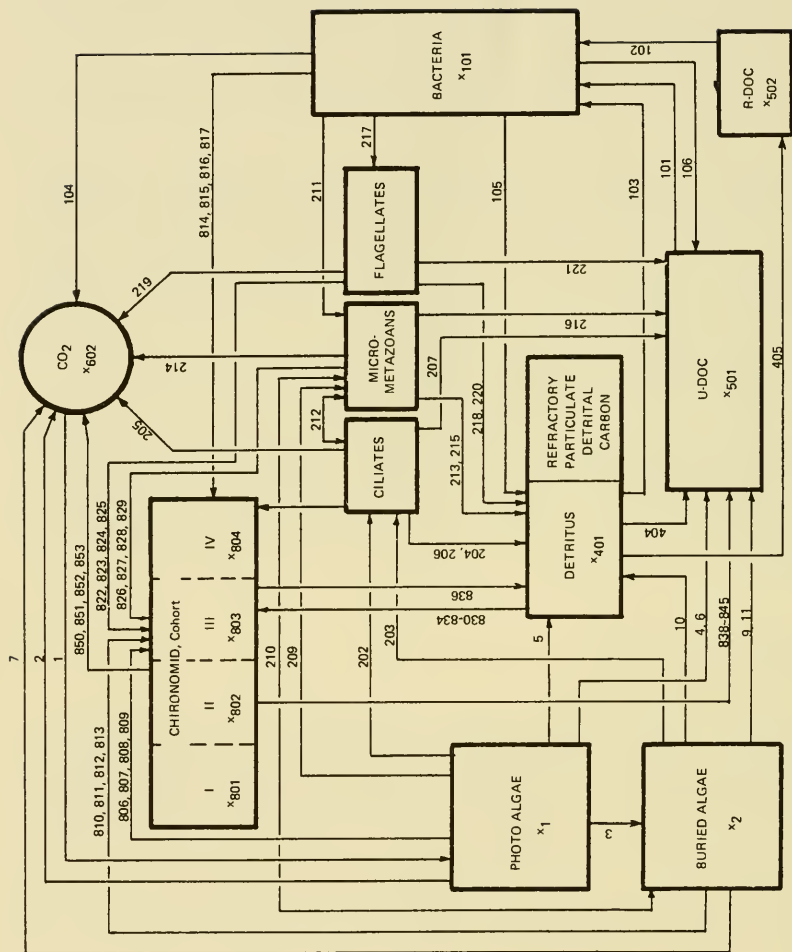 BACTERIA
x101
R-DOC
x502
102
104
814, 815, 816, 817
211
217
105
103
101
106
FLAGELLATES
219
221
CO2
x602
MICRO-
METAZOANS
214
216
207
405
U-DOC
x501
205
212
CILIATES
218, 220
213, 215
REFRACTORY
PARTICULATE
DETRITAL
CARBON
DETRITUS
x401
404
204, 206
850, 851, 852, 853
822, 823, 824, 825
826, 827, 828, 829
CHIRONOMID, Cohort
I
x801
II
x802
III
x803
IV
x804
836
830-834
210
209
202
203
5
10
4, 6
838-845
9, 11
7
2
1
810, 811, 812, 813
806, 807, 808, 809
PHOTO ALGAE
x1
3
BURIED ALGAE
x2